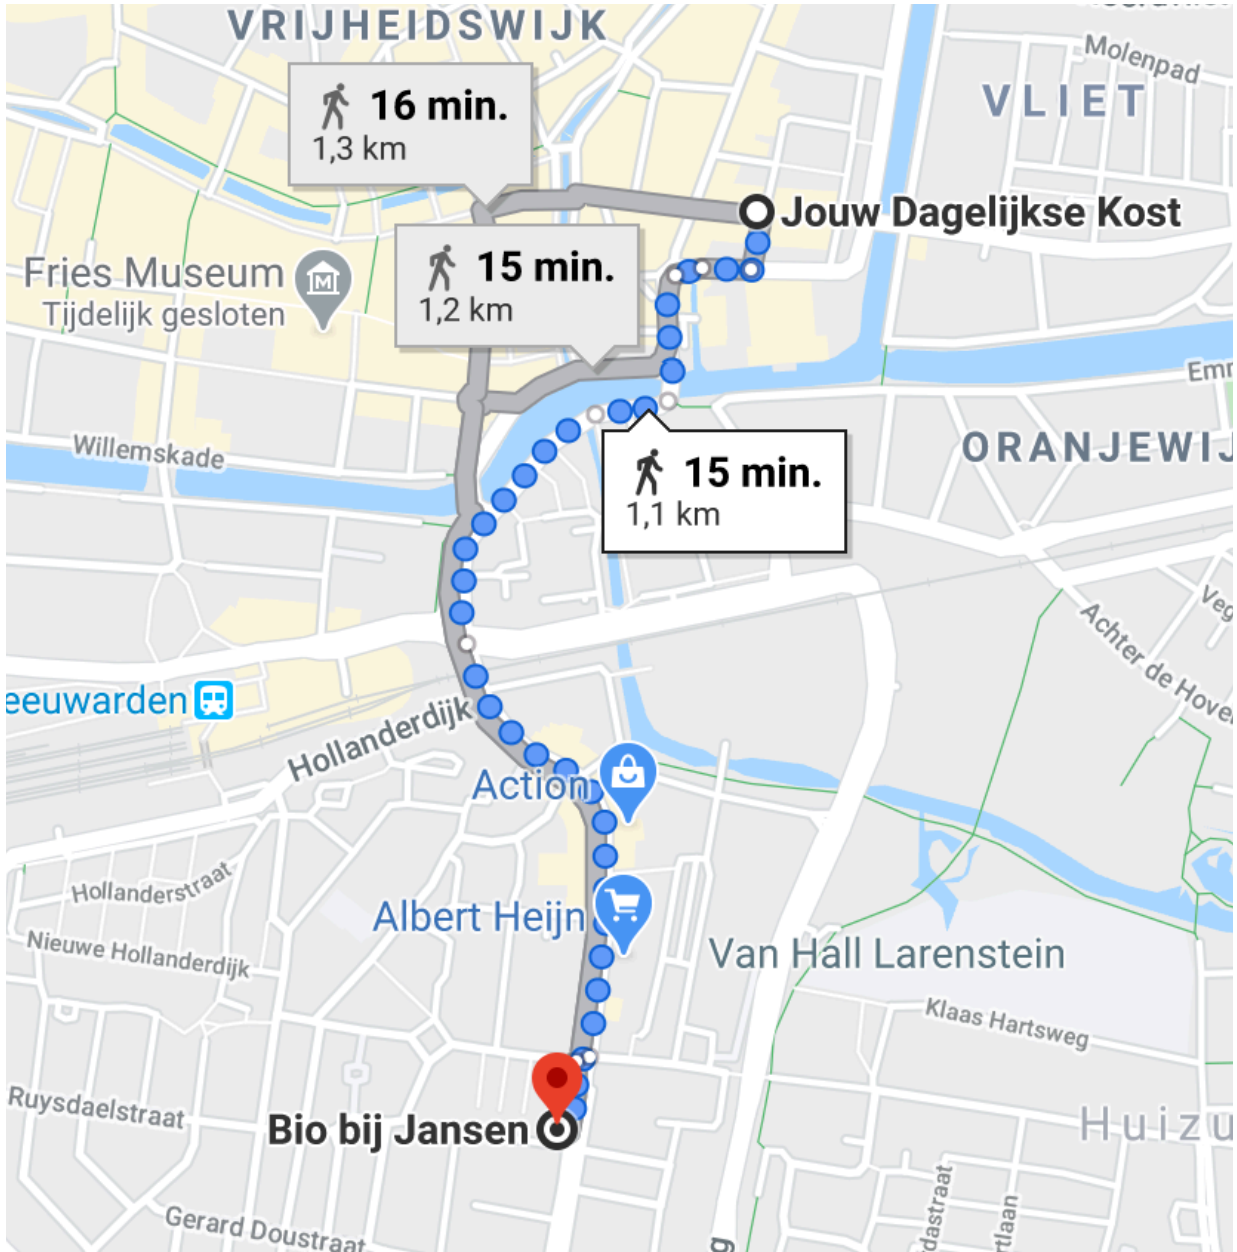 VRIJHEIDSWIJK
Molenpad
VLIET
16 min.
1,3 km
Jouw Dagelijkse Kost
15 min.
1,2 km
Fries Museum
Tijdelijk gesloten
Willemskade
ORANJEWIJ
15 min.
1,1 km
Achter de Hoven
eeuwarden
Hollanderdijk
Action
Hollanderstraat
Albert Heijn
Nieuwe Hollanderdijk
Van Hall Larenstein
Klaas Hartsweg
Ruysdaelstraat
Bio bij Jansen
Huizu
Gerard Doustraat